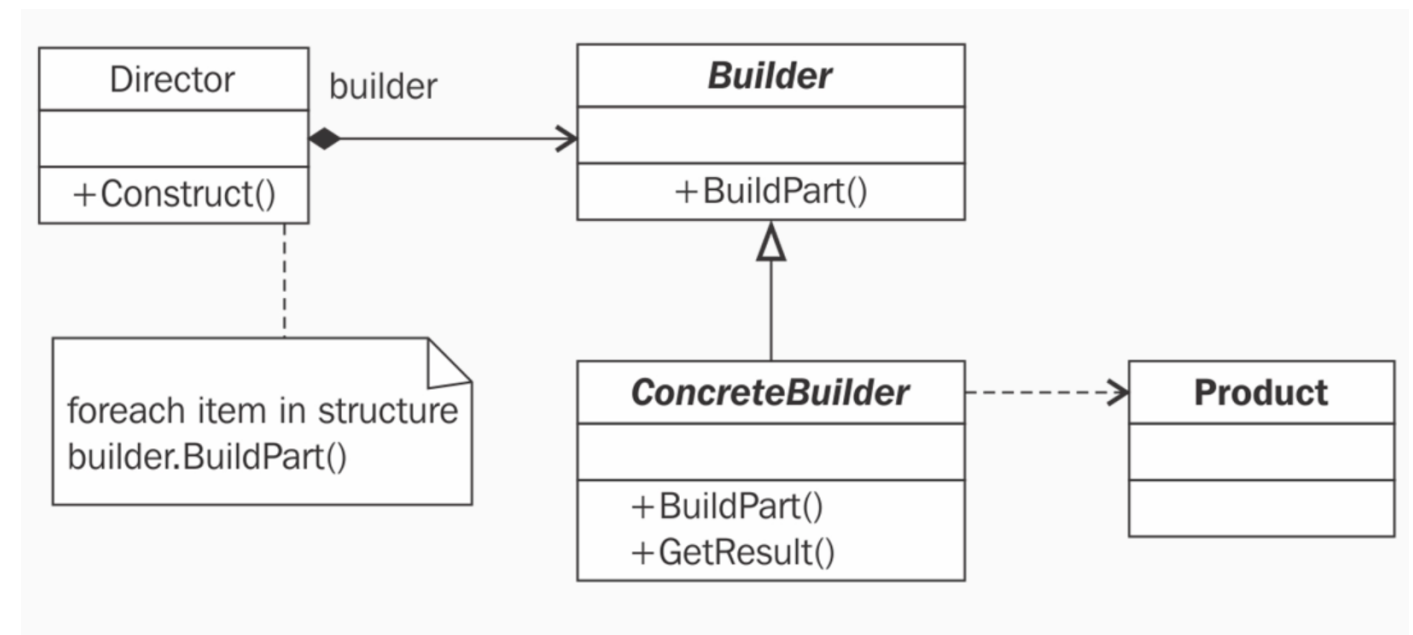 Director
+Construct()
builder
Builder
+BuildPart()
foreach item in structure
builder.BuildPart()
ConcreteBuilder
+BuildPart()
+GetResult()
Product